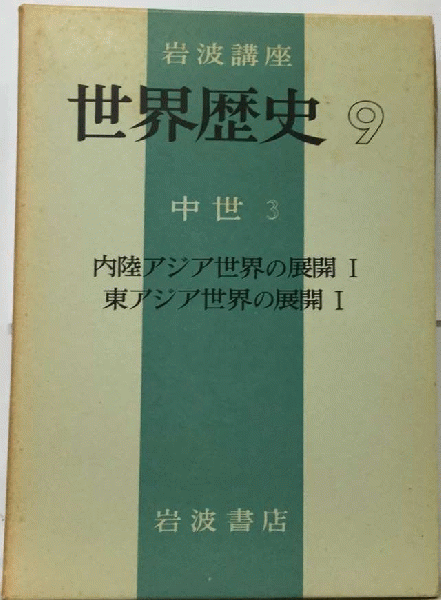 岩波講座
世界歴史 9
中世 3
内陸アジア世界の展開 I
東アジア世界の展開 I
岩波書店